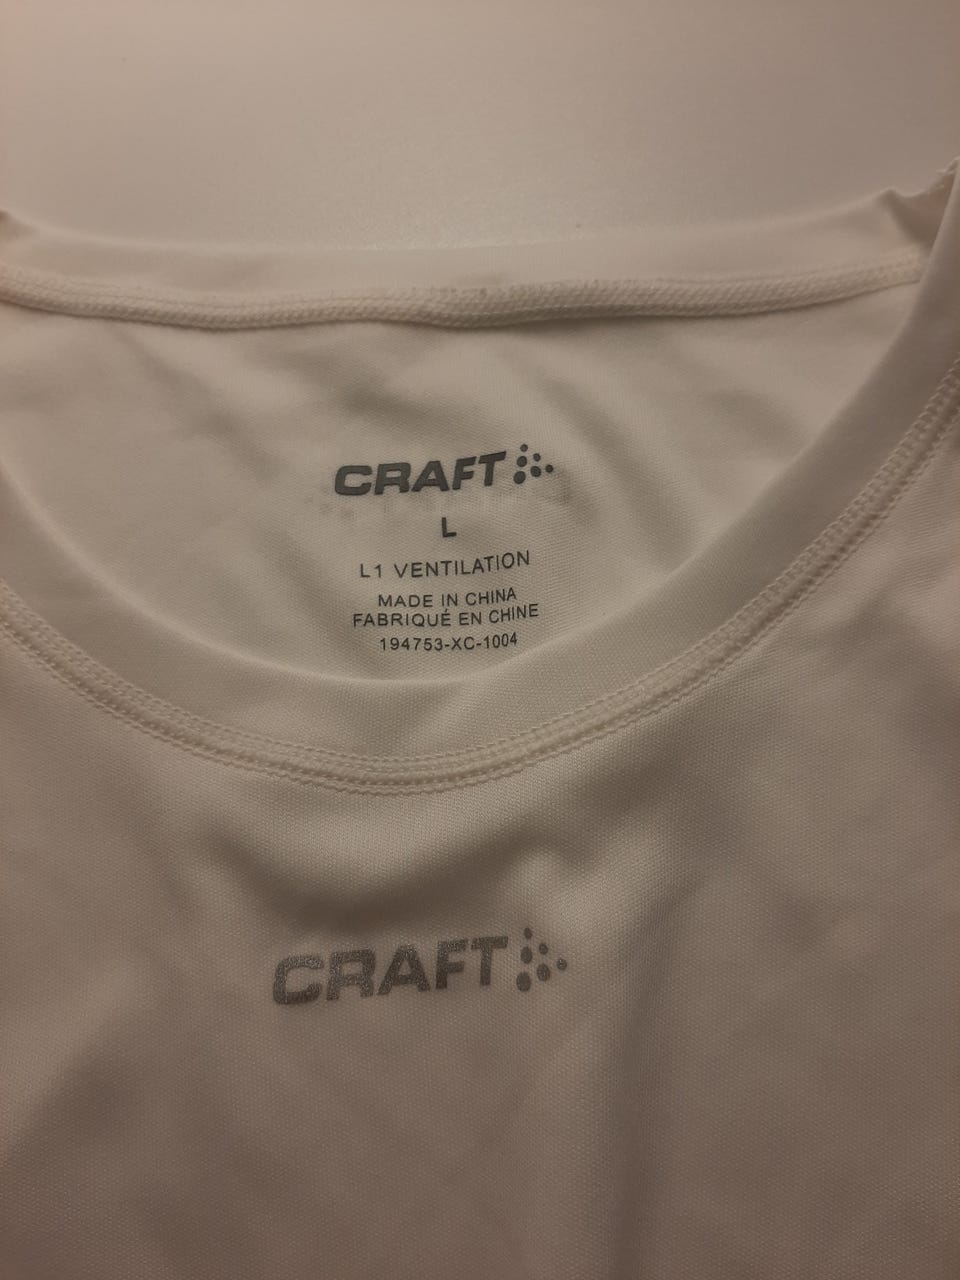 CRAFT
L
L1 VENTILATION
MADE IN CHINA
FABRIQUÉ EN CHINE
194753-XC-1004
CRAFT